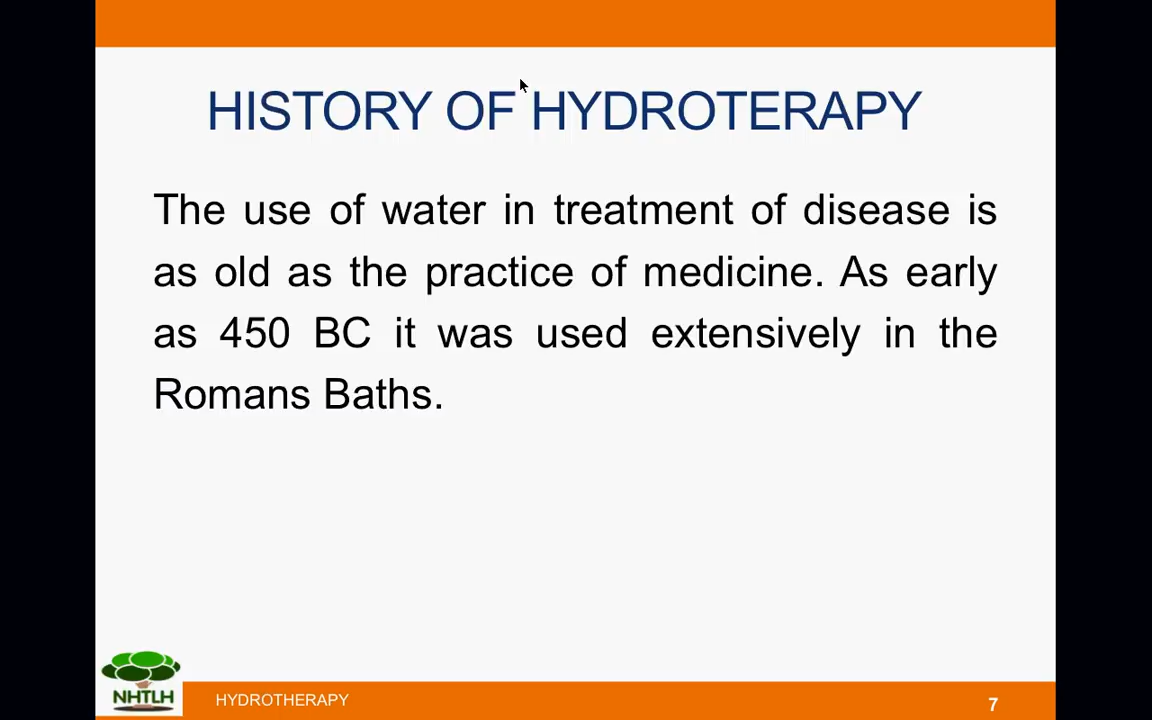 HISTORY OF HYDROTERAPY
The use of water in treatment of disease is
as old as the practice of medicine. As early
as 450 BC it was used extensively in the
Romans Baths.
NHTLH
HYDROTHERAPY
7